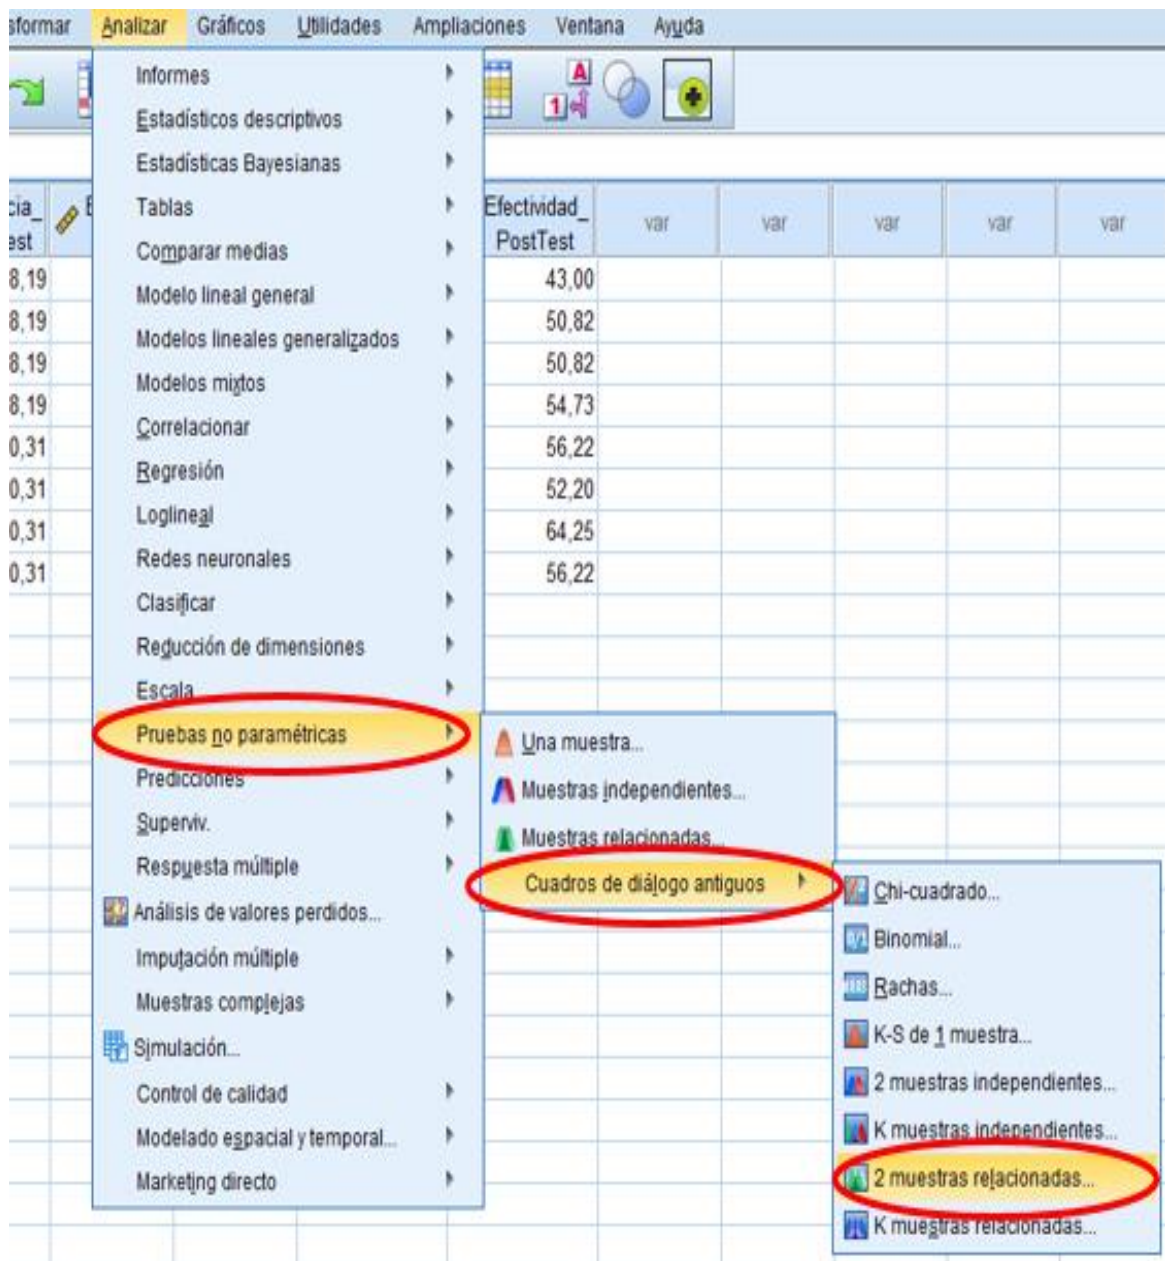 sformar Analizar Gráficos Utilidades Ampliaciones Ventana Ayuda
Informes
Estadísticos descriptivos
Estadísticas Bayesianas
Tablas
Comparar medias
Modelo lineal general
Modelos lineales generalizados
Modelos mixtos
Correlacionar
Regresión
Loglineal
Redes neuronales
Clasificar
Reducción de dimensiones
Escala
Pruebas no paramétricas
Predicciones
Superviv.
Respuesta múltiple
Análisis de valores perdidos...
Imputación múltiple
Muestras complejas
Simulación...
Control de calidad
Modelado espacial y temporal...
Marketing directo
A
1
cia_
est
E
Efectividad_
PostTest
var var var var var
8,19 43,00
8,19 50,82
8,19 50,82
8,19 54,73
0,31 56,22
0,31 52,20
0,31 64,25
0,31 56,22
Una muestra...
Muestras independientes...
Muestras relacionadas...
Cuadros de diálogo antiguos
Chi-cuadrado...
Binomial...
Rachas...
K-S de 1 muestra...
2 muestras independientes...
K muestras independientes...
2 muestras relacionadas...
K muestras relacionadas...